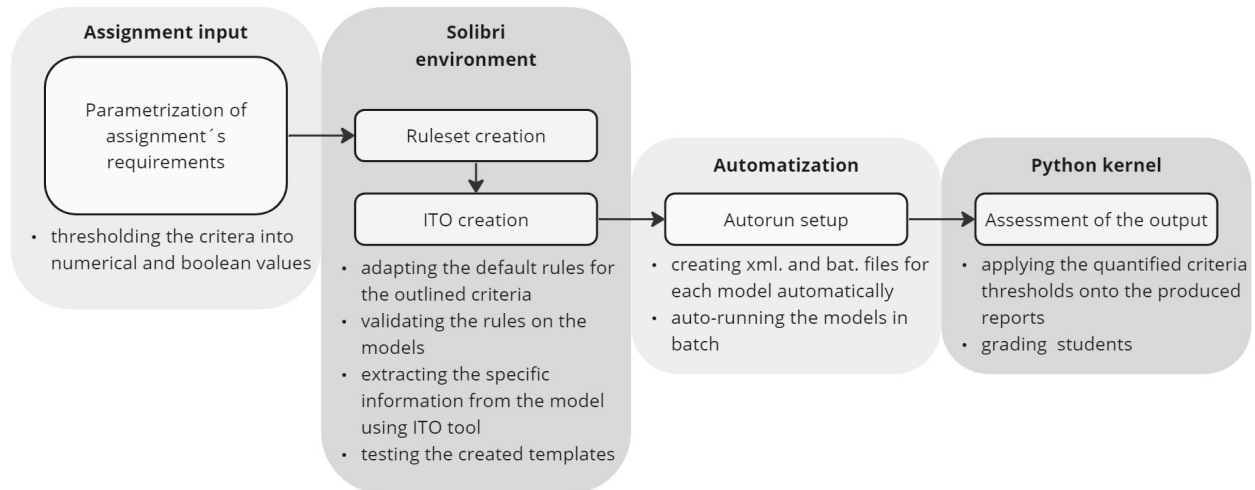 Assignment input
Parametrization of
assignment´s
requirements
• thresholding the critera into
numerical and boolean values
Solibri
environment
Ruleset creation
ITO creation
• adapting the default rules for
the outlined criteria
• validating the rules on the
models
• extracting the specific
information from the model
using ITO tool
• testing the created templates
Automatization
Autorun setup
• creating xml. and bat. files for
each model automatically
• auto-running the models in
batch
Python kernel
Assessment of the output
• applying the quantified criteria
thresholds onto the produced
reports
• grading students